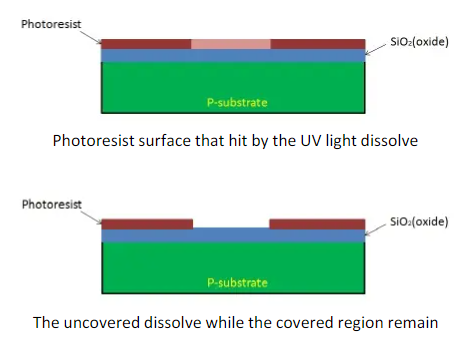 Photoresist
SiO₂(oxide)
P-substrate
Photoresist surface that hit by the UV light dissolve
Photoresist
SiO₂(oxide)
P-substrate
The uncovered dissolve while the covered region remain